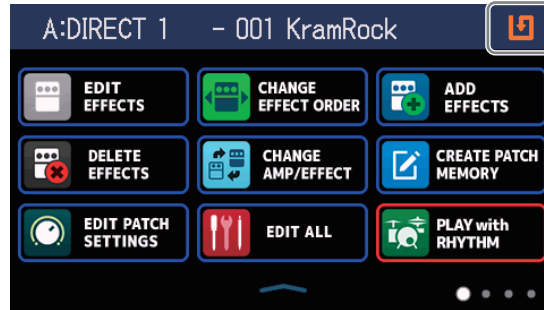 A:DIRECT 1 - 001 KramRock
EDIT
EFFECTS
CHANGE
EFFECT ORDER
ADD
EFFECTS
DELETE
EFFECTS
CHANGE
AMP/EFFECT
CREATE PATCH
MEMORY
EDIT PATCH
SETTINGS
EDIT ALL
PLAY with
RHYTHM